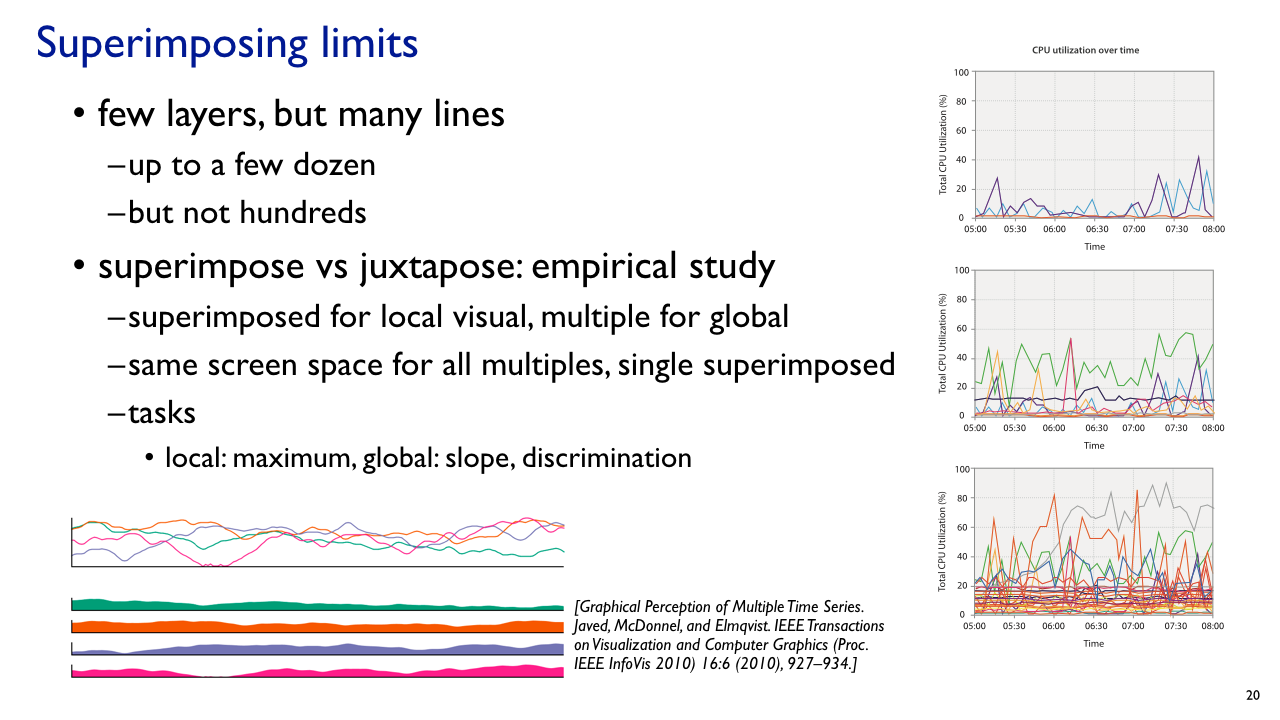 Superimposing limits
• few layers, but many lines
–up to a few dozen
–but not hundreds
• superimpose vs juxtapose: empirical study
–superimposed for local visual, multiple for global
–same screen space for all multiples, single superimposed
–tasks
• local: maximum, global: slope, discrimination
[Graphical Perception of Multiple Time Series.
Javed, McDonnel, and Elmqvist. IEEE Transactions
on Visualization and Computer Graphics (Proc.
IEEE InfoVis 2010) 16:6 (2010), 927–934.]
CPU utilization over time
Total CPU Utilization (%)
100
80
60
40
20
0
05:00 05:30 06:00 06:30 07:00 07:30 08:00
Time
Total CPU Utilization (%)
100
80
60
40
20
0
05:00 05:30 06:00 06:30 07:00 07:30 08:00
Time
Total CPU Utilization (%)
100
80
60
40
20
0
05:00 05:30 06:00 06:30 07:00 07:30 08:00
Time
20